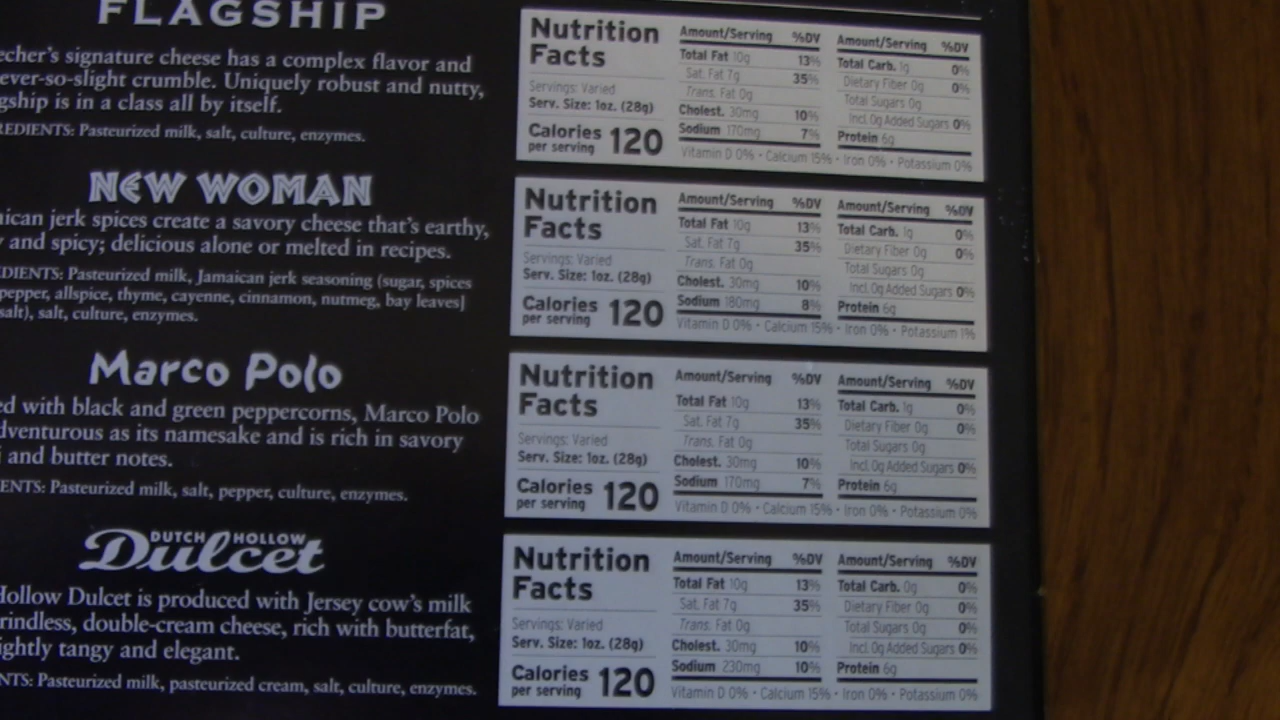 FLAGSHIP
echer's signature cheese has a complex flavor and
ever-so-slight crumble. Uniquely robust and nutty,
gship is in a class all by itself.
REDIENTS: Pasteurized milk, salt, culture, enzymes.
Nutrition
Facts
Servings: Varied
Serv. Size: 1oz. (28g)
Calories 120
per serving
Amount/Serving %DV
Total Fat 10g 13%
Sat. Fat 7g 35%
Trans. Fat 0g
Cholest. 30mg 10%
Sodium 170mg 7%
Amount/Serving %DV
Total Carb. 1g 0%
Dietary Fiber 0g 0%
Total Sugars 0g
Incl. 0g Added Sugars 0%
Protein 6g
Vitamin D 0% • Calcium 15% • Iron 0% • Potassium 0%
NEW WOMAN
aican jerk spices create a savory cheese that's earthy,
y and spicy; delicious alone or melted in recipes.
EDIENTS: Pasteurized milk, Jamaican jerk seasoning (sugar, spices
pepper, allspice, thyme, cayenne, cinnamon, nutmeg, bay leaves]
salt), salt, culture, enzymes.
Nutrition
Facts
Servings: Varied
Serv. Size: 1oz. (28g)
Calories 120
per serving
Amount/Serving %DV
Total Fat 10g 13%
Sat. Fat 7g 35%
Trans. Fat 0g
Cholest. 30mg 10%
Sodium 180mg 8%
Amount/Serving %DV
Total Carb. 1g 0%
Dietary Fiber 0g 0%
Total Sugars 0g
Incl. 0g Added Sugars 0%
Protein 6g
Vitamin D 0% • Calcium 15% • Iron 0% • Potassium 1%
Marco Polo
ed with black and green peppercorns, Marco Polo
dventurous as its namesake and is rich in savory
i and butter notes.
ENTS: Pasteurized milk, salt, pepper, culture, enzymes.
Nutrition
Facts
Servings: Varied
Serv. Size: 1oz. (28g)
Calories 120
per serving
Amount/Serving %DV
Total Fat 10g 13%
Sat. Fat 7g 35%
Trans. Fat 0g
Cholest. 30mg 10%
Sodium 170mg 7%
Amount/Serving %DV
Total Carb. 1g 0%
Dietary Fiber 0g 0%
Total Sugars 0g
Incl. 0g Added Sugars 0%
Protein 6g
Vitamin D 0% • Calcium 15% • Iron 0% • Potassium 0%
DUTCH HOLLOW
Dulcet
Hollow Dulcet is produced with Jersey cow's milk
rindless, double-cream cheese, rich with butterfat,
ightly tangy and elegant.
NTS: Pasteurized milk, pasteurized cream, salt, culture, enzymes.
Nutrition
Facts
Servings: Varied
Serv. Size: 1oz. (28g)
Calories 120
per serving
Amount/Serving %DV
Total Fat 10g 13%
Sat. Fat 7g 35%
Trans. Fat 0g
Cholest. 30mg 10%
Sodium 230mg 10%
Amount/Serving %DV
Total Carb. 0g 0%
Dietary Fiber 0g 0%
Total Sugars 0g 0%
Incl. 0g Added Sugars 0%
Protein 6g
Vitamin D 0% • Calcium 15% • Iron 0% • Potassium 0%